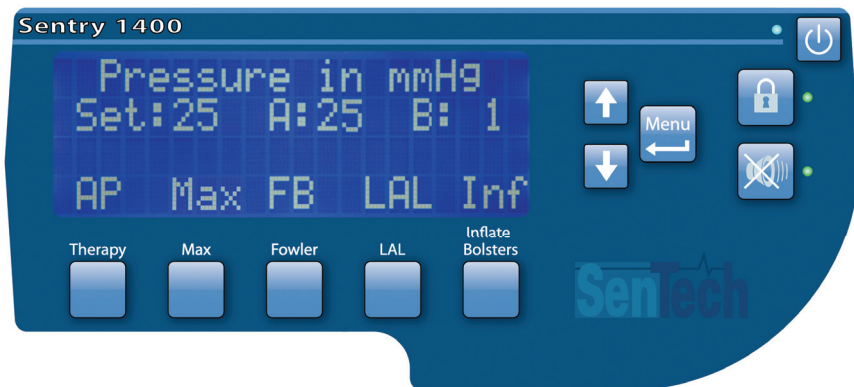 Sentry 1400
Pressure in mmHg
Set:25 A:25 B: 1
AP Max FB LAL Inf
Menu
Therapy Max Fowler LAL Inflate Bolsters
SenTech